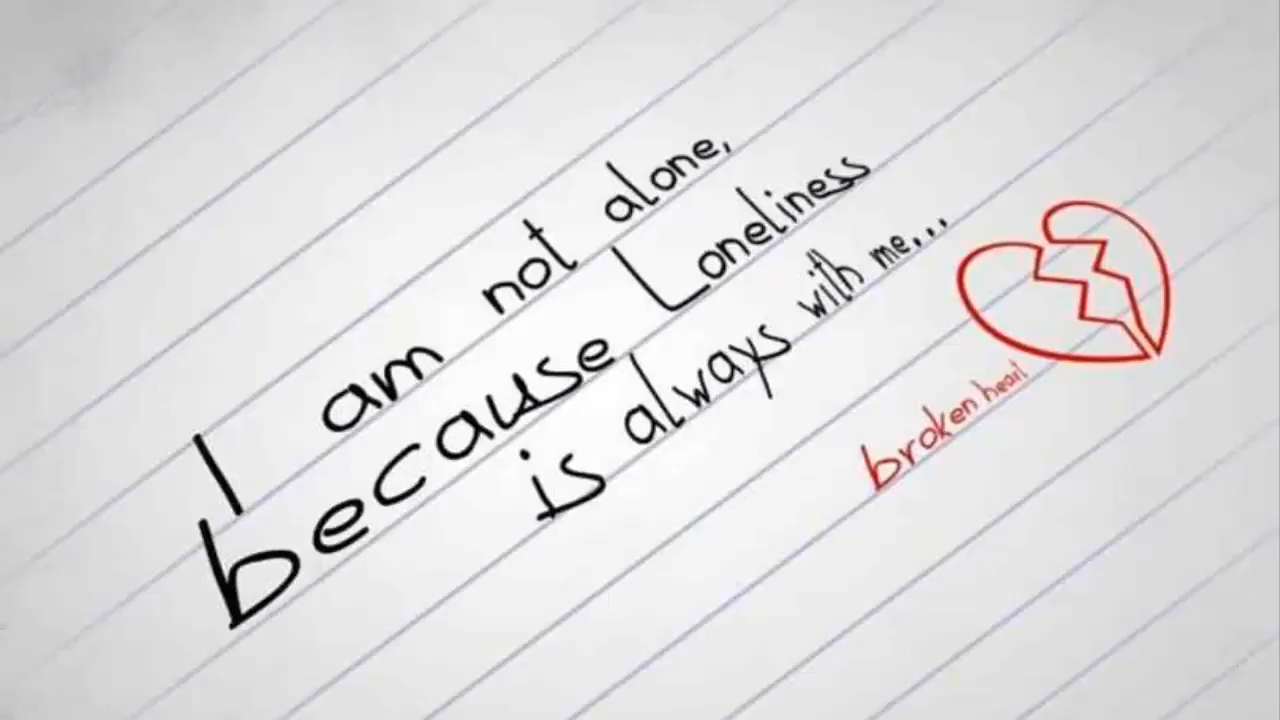 I am not alone,
because Loneliness
is always with me...
broken heart